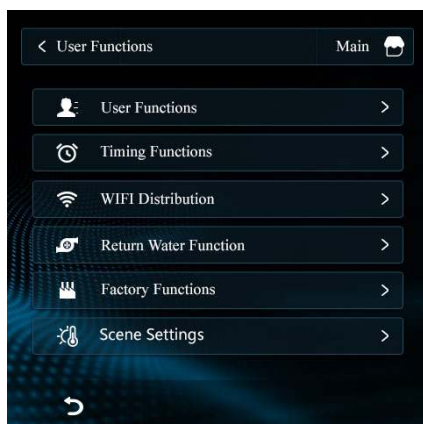 User Functions Main
User Functions
Timing Functions
WIFI Distribution
Return Water Function
Factory Functions
Scene Settings